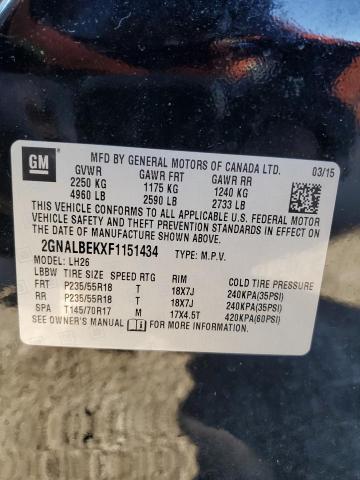 GM
MFD BY GENERAL MOTORS OF CANADA LTD.
03/15
GVWR GAWR FRT GAWR RR
2250 KG 1175 KG 1240 KG
4960 LB 2590 LB 2733 LB
THIS VEHICLE CONFORMS TO ALL APPLICABLE U.S. FEDERAL MOTOR
VEHICLE SAFETY AND THEFT PREVENTION STANDARDS IN EFFECT ON
THE DATE OF MANUFACTURE SHOWN ABOVE.
2GNALBEKXF1151434 TYPE: M.P.V.
MODEL: LH26
LBBW TIRE SIZE SPEED RTG RIM COLD TIRE PRESSURE
FRT P235/55R18 T 18X7J 240KPA(35PSI)
RR P235/55R18 T 18X7J 240KPA(35PSI)
SPA T145/70R17 M 17X4.5T 420KPA(60PSI)
SEE OWNER'S MANUAL FOR MORE INFORMATION.